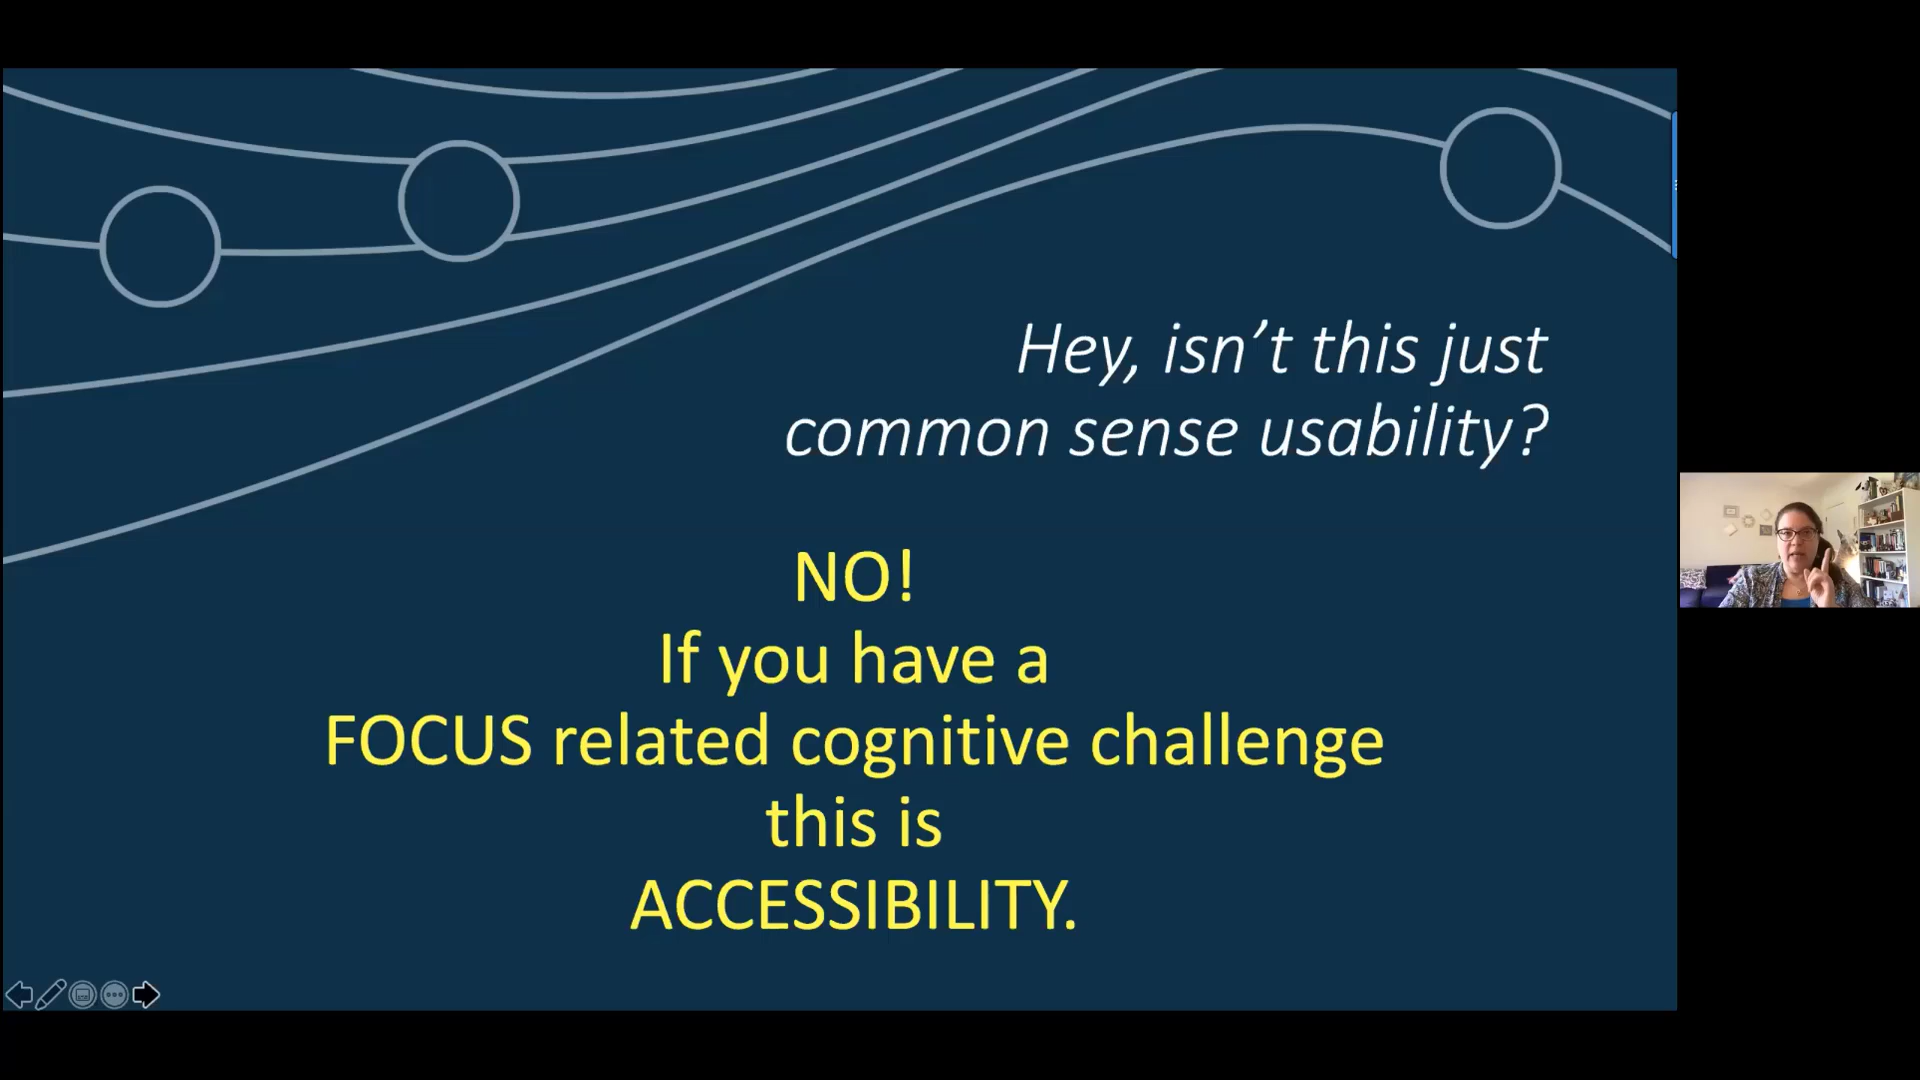 Hey, isn’t this just
common sense usability?
NO!
If you have a
FOCUS related cognitive challenge
this is
ACCESSIBILITY.